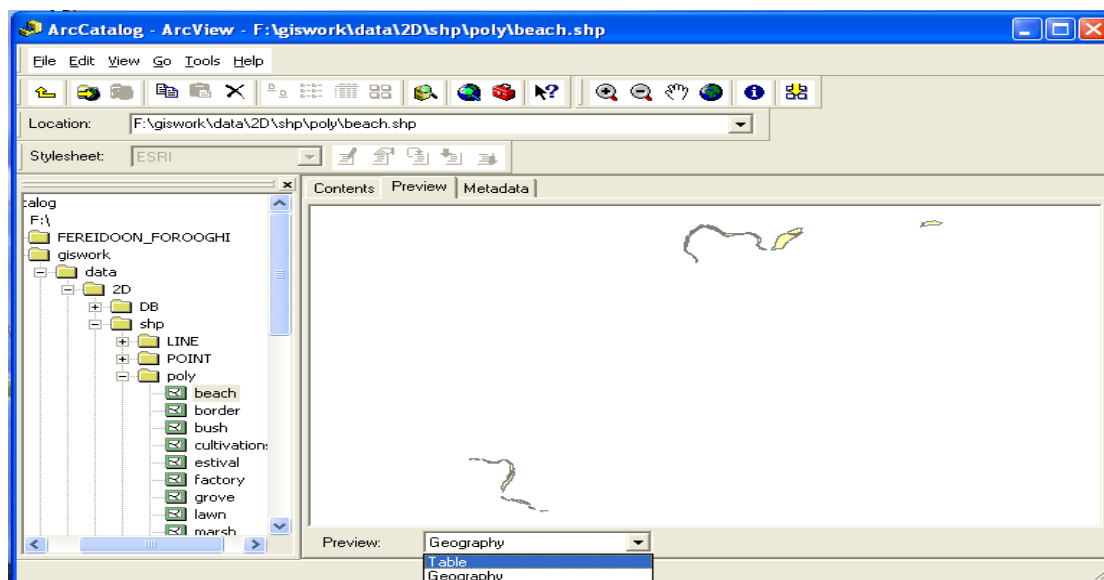 ArcCatalog - ArcView - F:\giswork\data\2D\shp\poly\beach.shp
File Edit View Go Tools Help
Location: F:\giswork\data\2D\shp\poly\beach.shp
Stylesheet: ESRI
Contents Preview Metadata
talog
F:\
FEREIDOON_FOROOGHI
giswork
data
2D
DB
shp
LINE
POINT
poly
beach
border
bush
cultivations
estival
factory
grove
lawn
marsh
Preview: Geography
Table
Geography